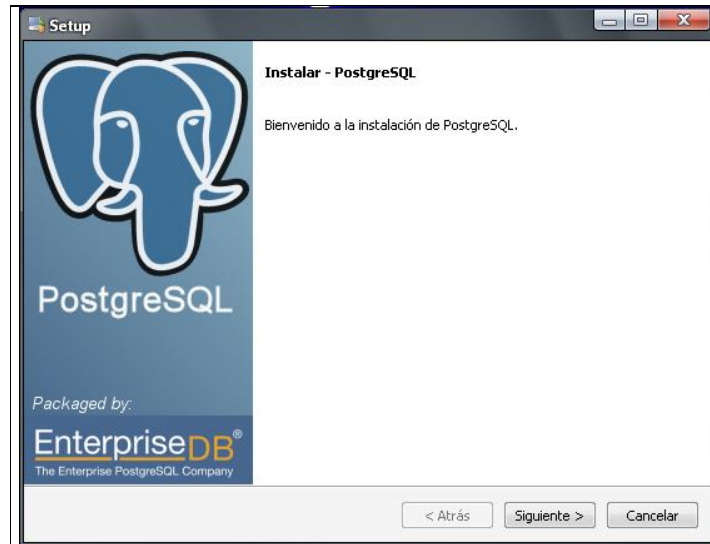 Setup
Instalar - PostgreSQL
Bienvenido a la instalación de PostgreSQL.
PostgreSQL
Packaged by:
EnterpriseDB®
The Enterprise PostgreSQL Company
< Atrás
Siguiente >
Cancelar